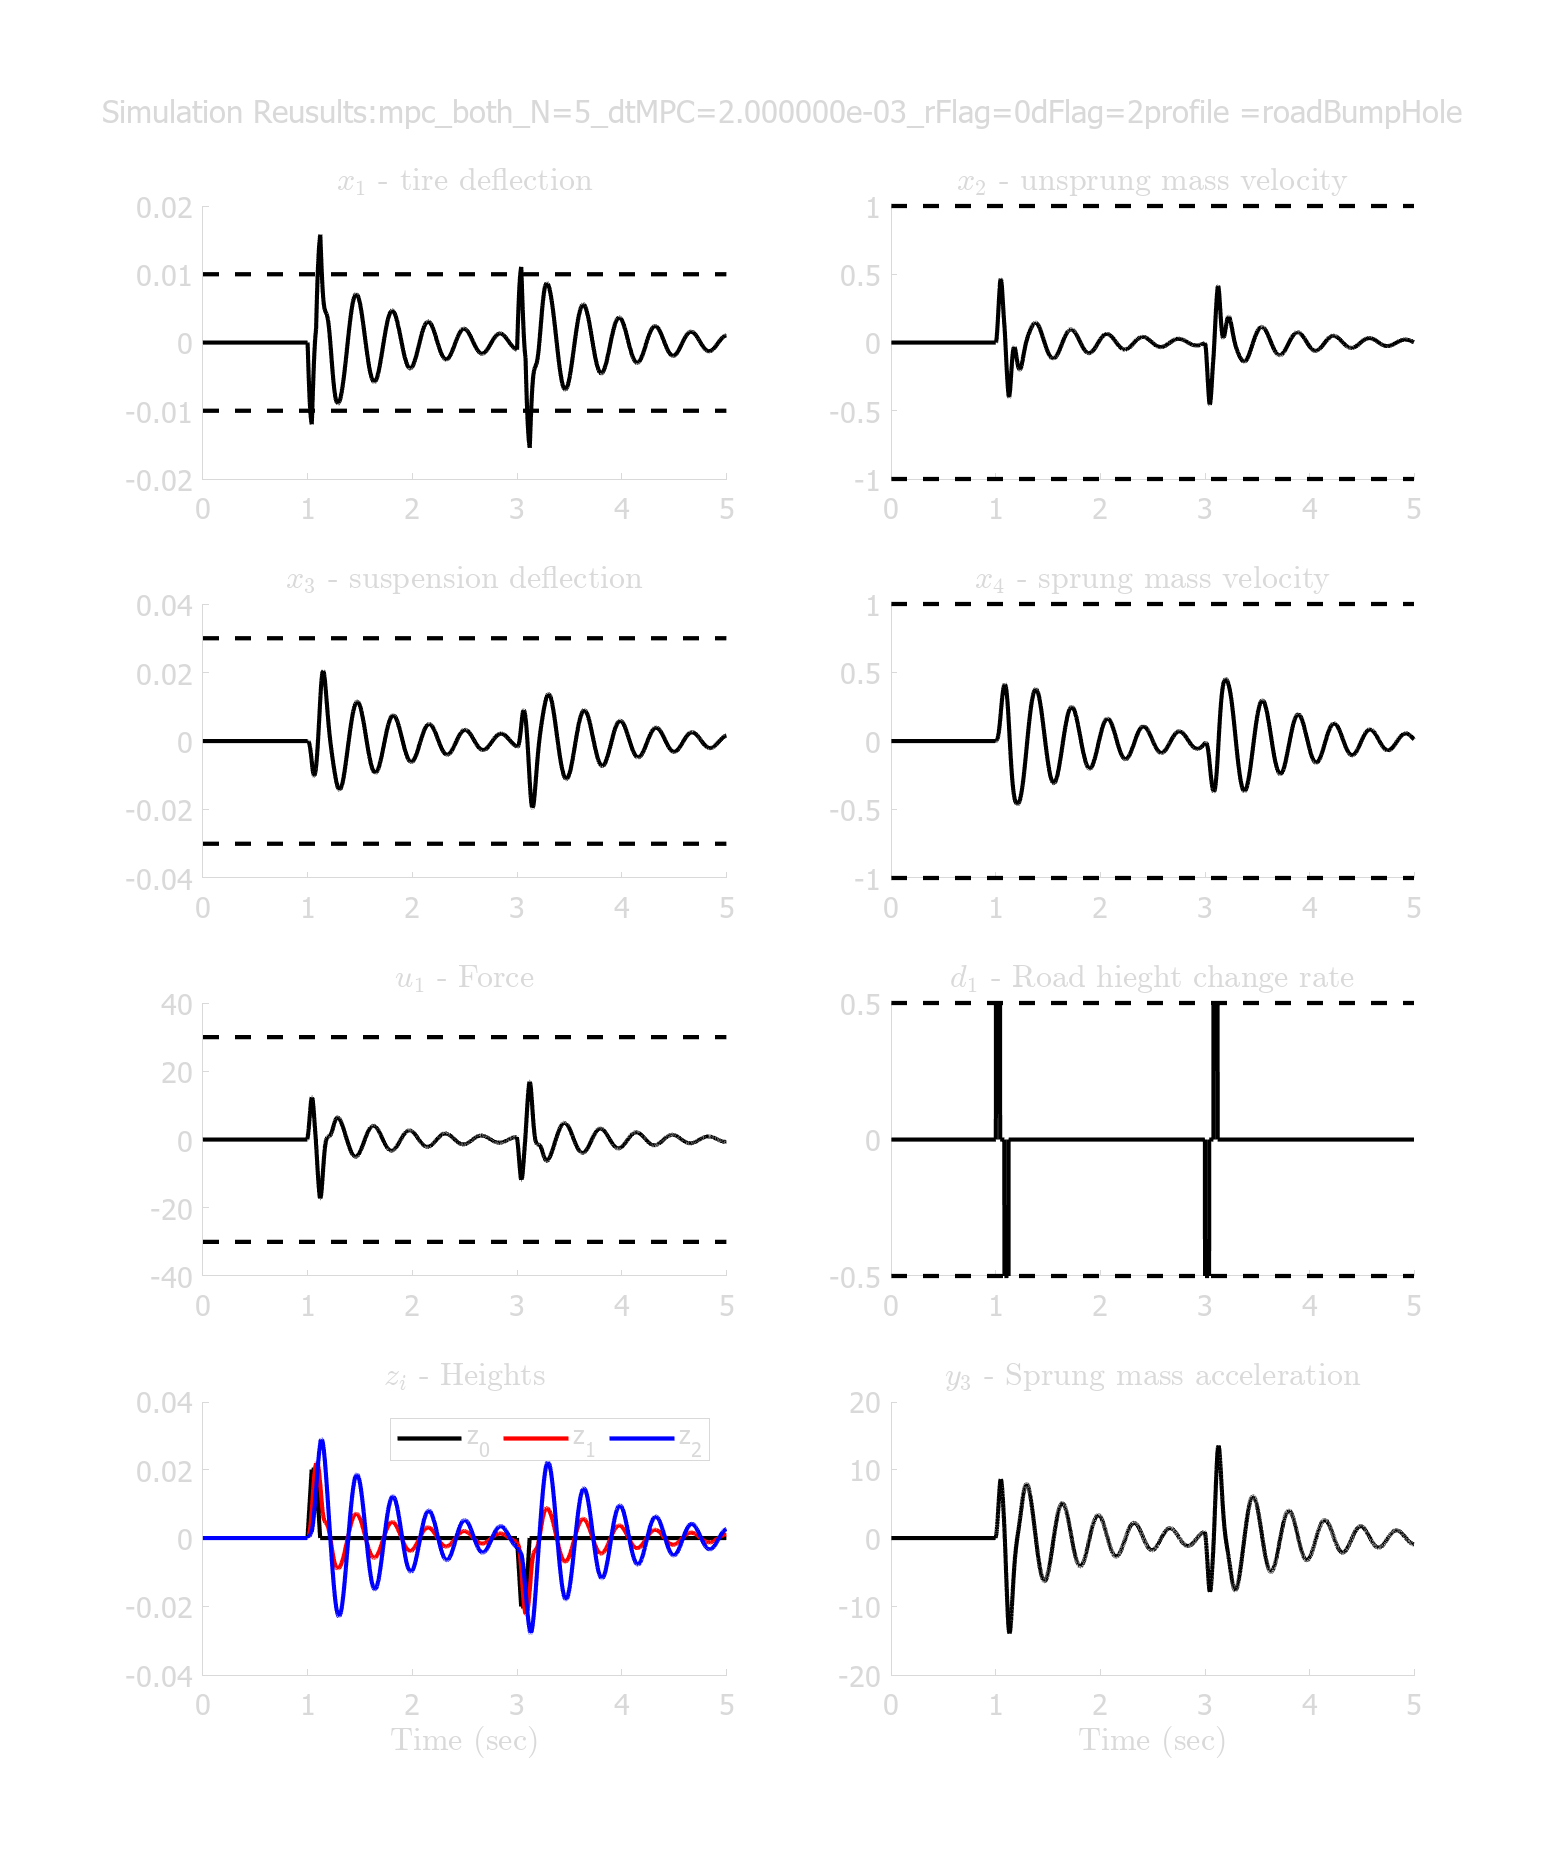 Simulation Reusults:mpc_both_N=5_dtMPC=2.000000e-03_rFlag=0dFlag=2profile =roadBumpHole
x1 - tire deflection
0.02
0.01
0
-0.01
-0.02
0 1 2 3 4 5
x2 - unsprung mass velocity
1
0.5
0
-0.5
-1
0 1 2 3 4 5
x3 - suspension deflection
0.04
0.02
0
-0.02
-0.04
0 1 2 3 4 5
x4 - sprung mass velocity
1
0.5
0
-0.5
-1
0 1 2 3 4 5
u1 - Force
40
20
0
-20
-40
0 1 2 3 4 5
d1 - Road hieght change rate
0.5
0
-0.5
0 1 2 3 4 5
zi - Heights
0.04
0.02
0
-0.02
-0.04
z0 z1 z2
0 1 2 3 4 5
Time (sec)
y3 - Sprung mass acceleration
20
10
0
-10
-20
0 1 2 3 4 5
Time (sec)